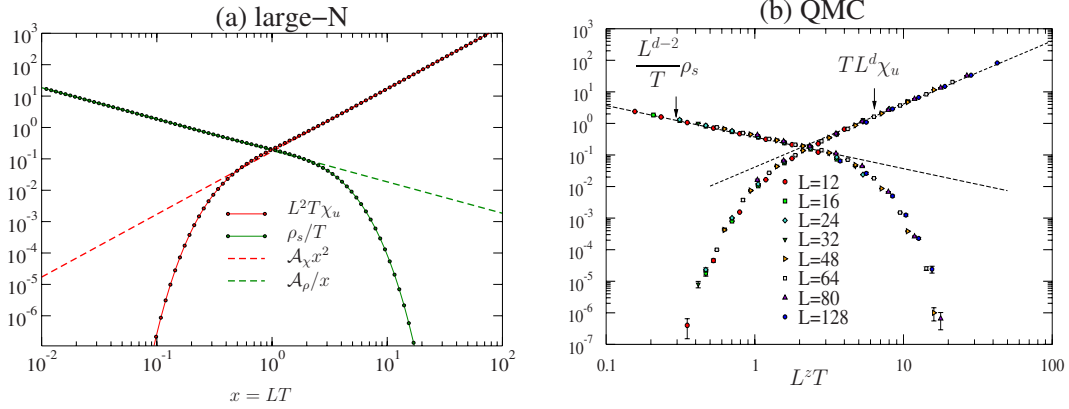 (a) large−N
10^3
10^2
10^1
10^0
10^-1
10^-2
10^-3
10^-4
10^-5
10^-6
L^2Tχ_u
ρ_s/T
A_χx^2
A_ρ/x
10^-2 10^-1 10^0 10^1 10^2
x = LT
(b) QMC
10^3
10^2
10^1
10^0
10^-1
10^-2
10^-3
10^-4
10^-5
10^-6
10^-7
L^{d-2}/T ρ_s
TL^dχ_u
L=12
L=16
L=24
L=32
L=48
L=64
L=80
L=128
0.1 1 10 100
L^zT